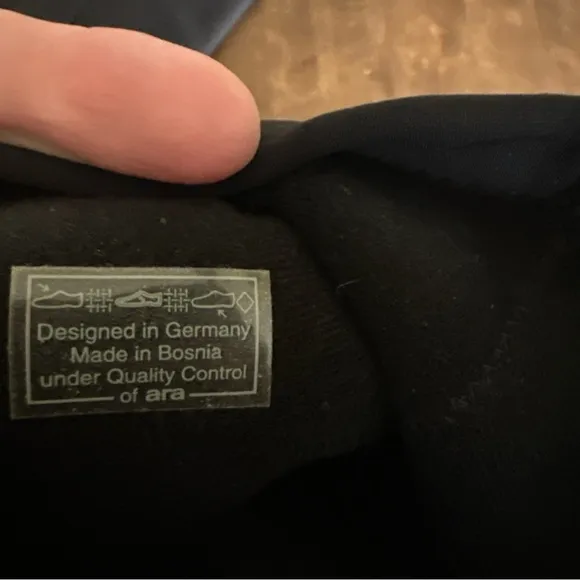 Designed in Germany
Made in Bosnia
under Quality Control
of ara